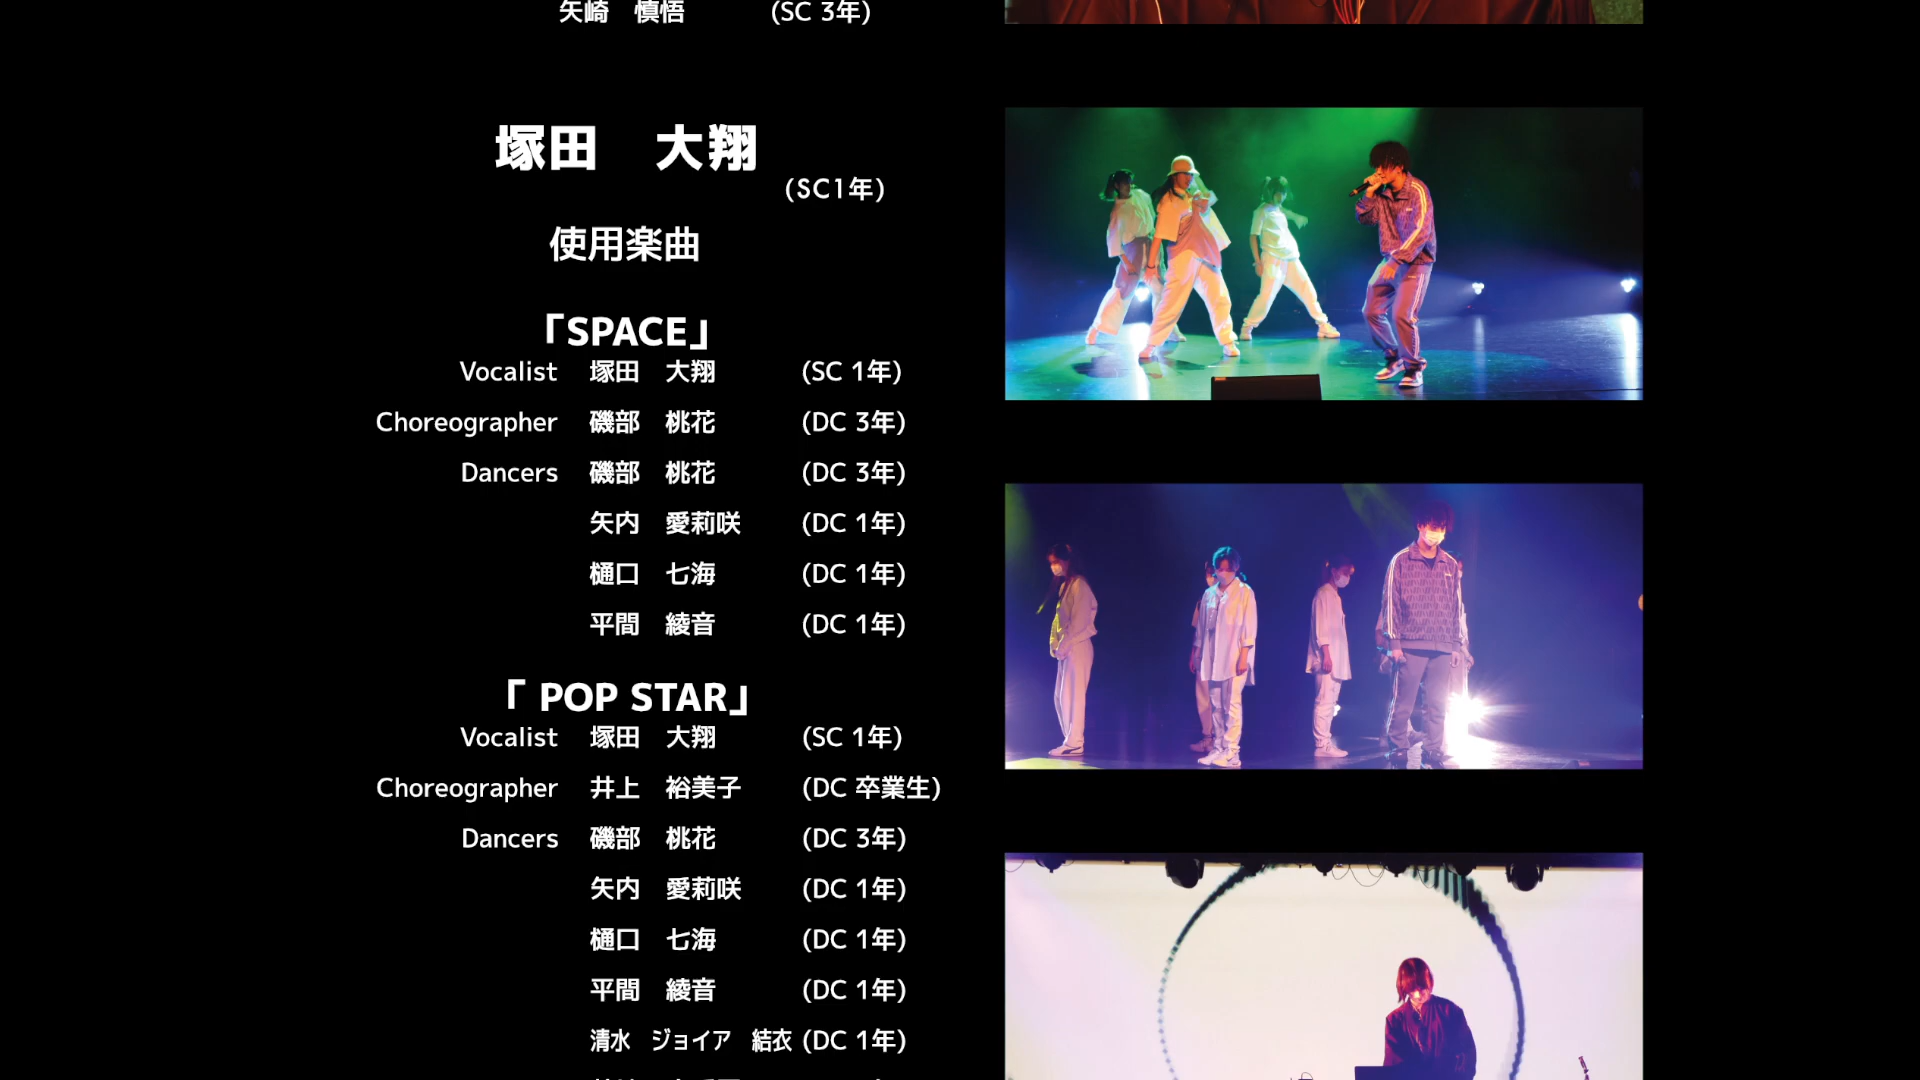 矢崎　慎悟 (SC 3年)
塚田　大翔
(SC1年)
使用楽曲
「SPACE」
Vocalist 塚田　大翔 (SC 1年)
Choreographer 磯部　桃花 (DC 3年)
Dancers 磯部　桃花 (DC 3年)
矢内　愛莉咲 (DC 1年)
樋口　七海 (DC 1年)
平間　綾音 (DC 1年)
「 POP STAR」
Vocalist 塚田　大翔 (SC 1年)
Choreographer 井上　裕美子 (DC 卒業生)
Dancers 磯部　桃花 (DC 3年)
矢内　愛莉咲 (DC 1年)
樋口　七海 (DC 1年)
平間　綾音 (DC 1年)
清水　ジョイア　結衣 (DC 1年)